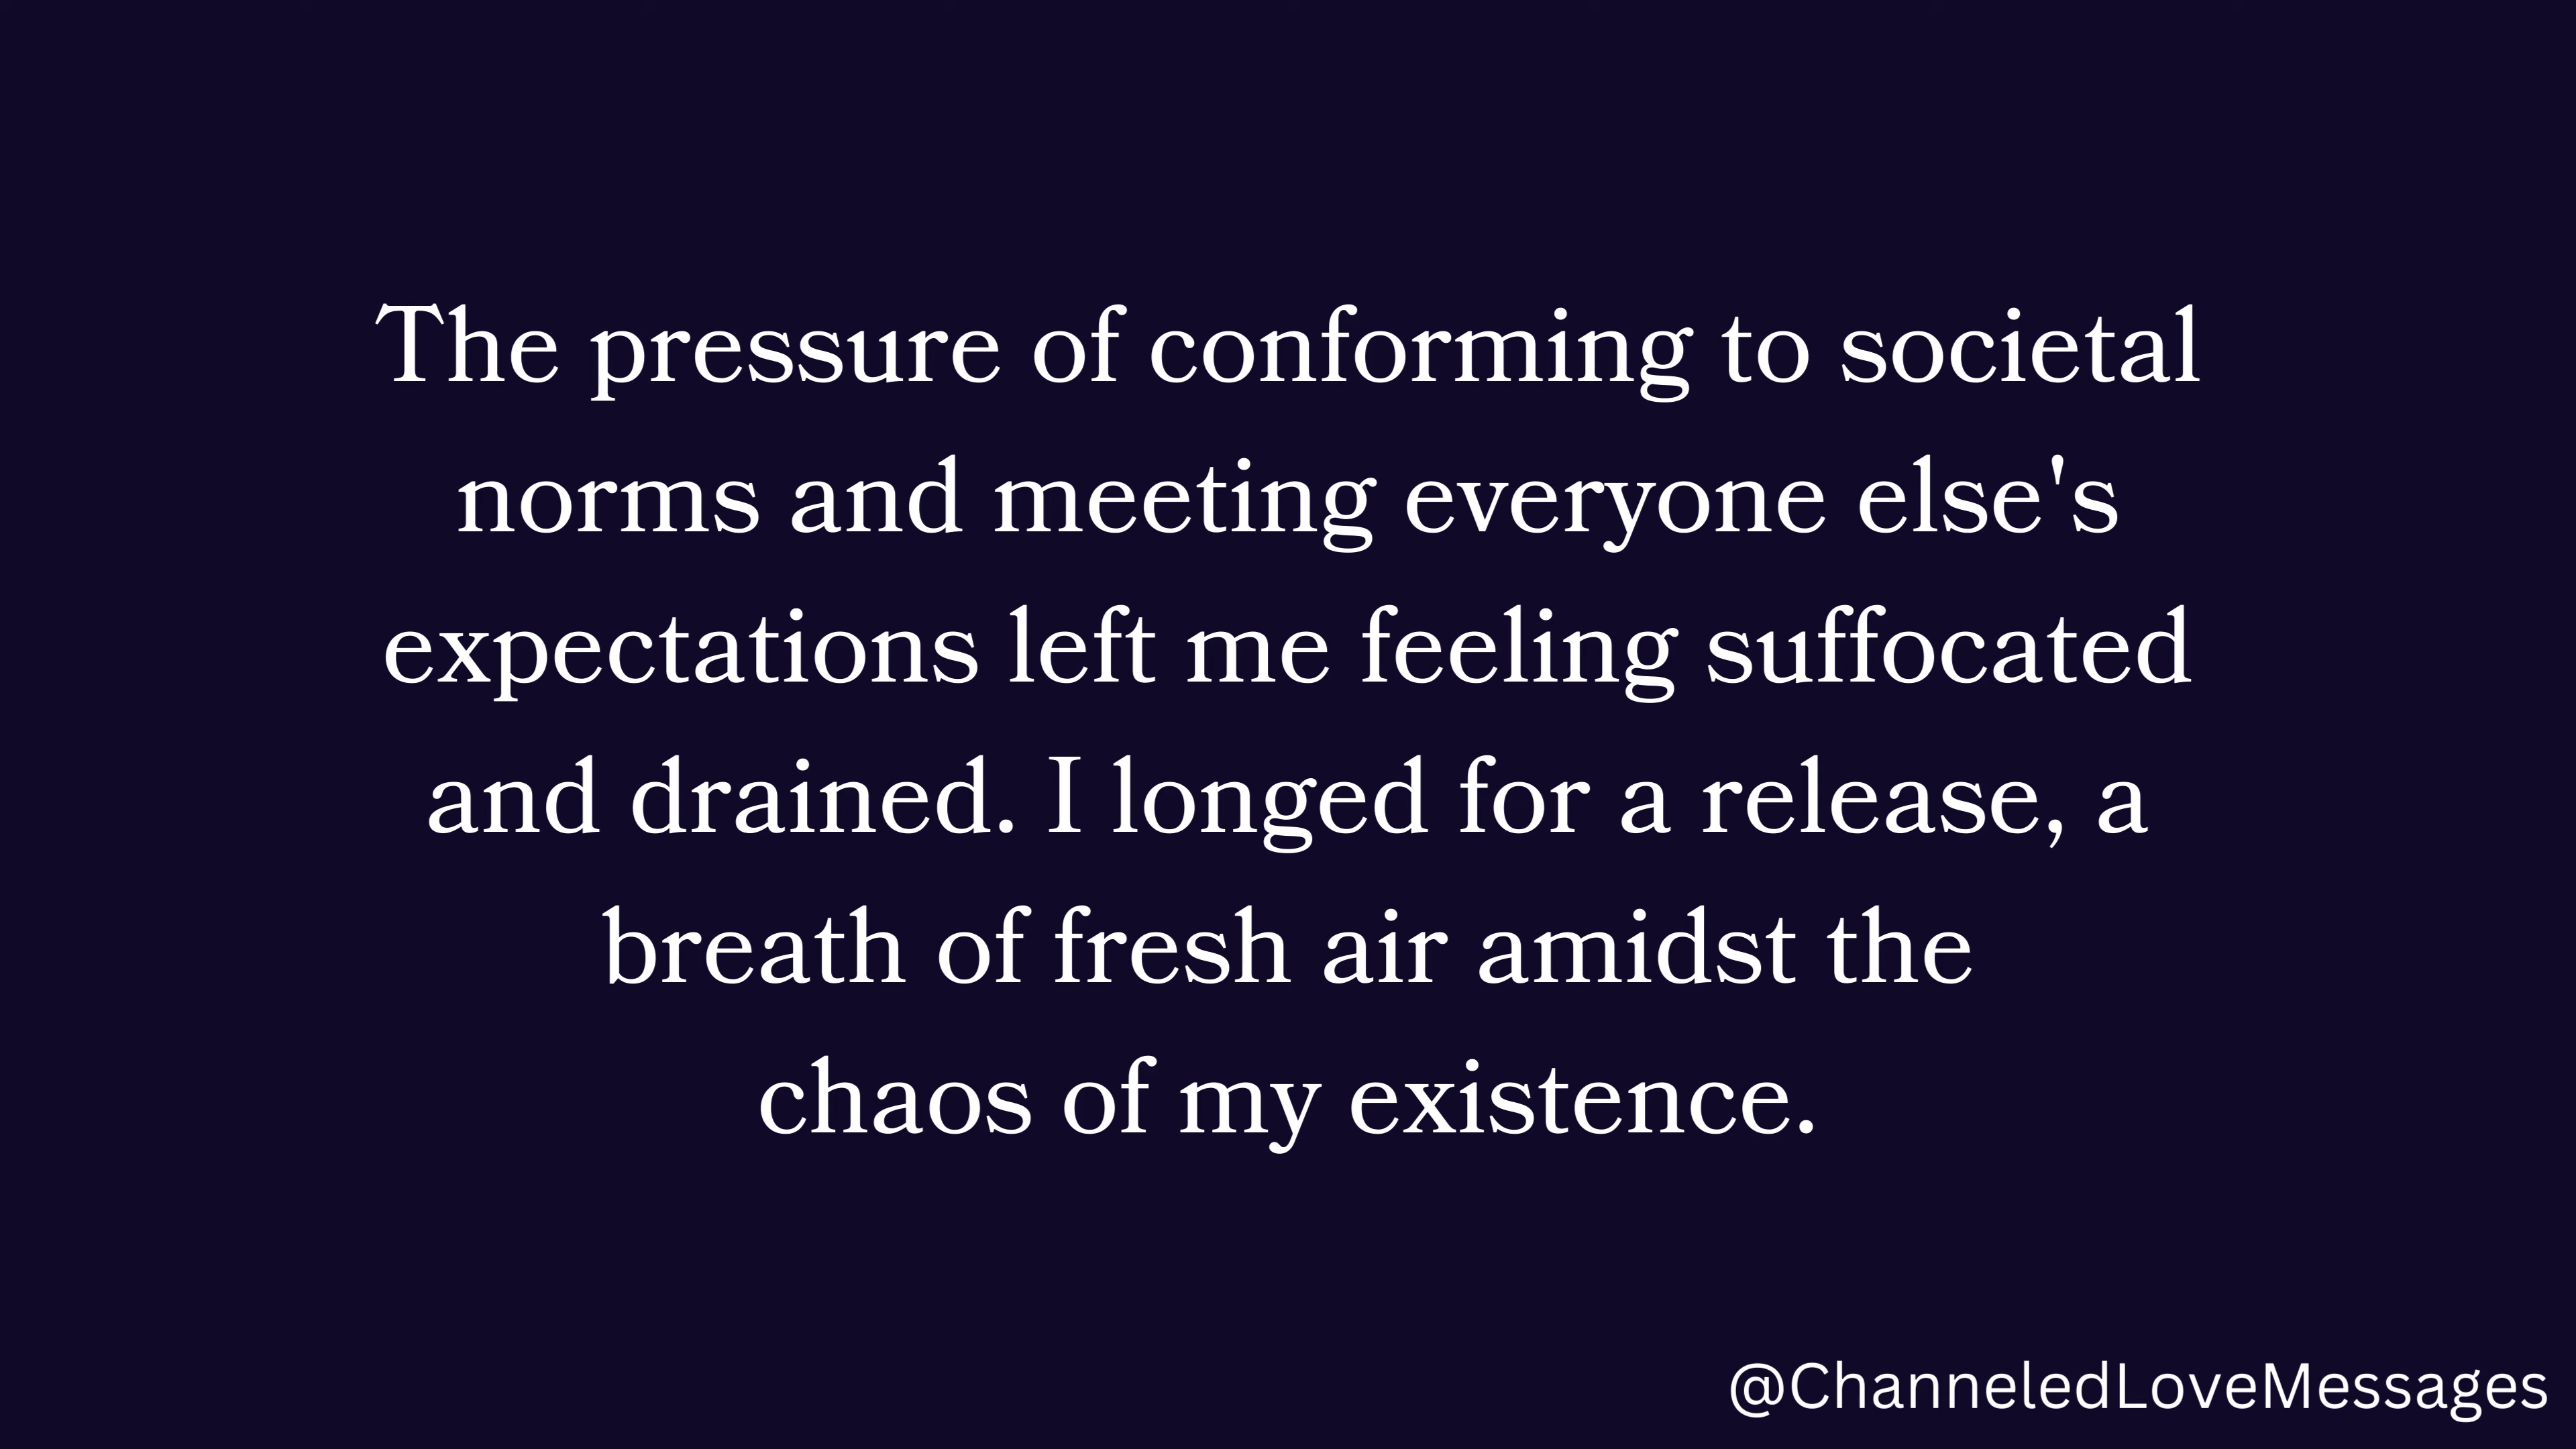 The pressure of conforming to societal
norms and meeting everyone else's
expectations left me feeling suffocated
and drained. I longed for a release, a
breath of fresh air amidst the
chaos of my existence.
@ChanneledLoveMessages